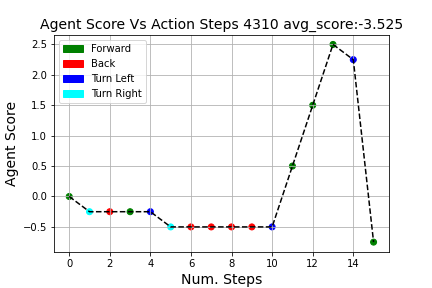 Agent Score Vs Action Steps 4310 avg_score:-3.525
Agent Score
2.5
2.0
1.5
1.0
0.5
0.0
−0.5
Forward
Back
Turn Left
Turn Right
0 2 4 6 8 10 12 14
Num. Steps